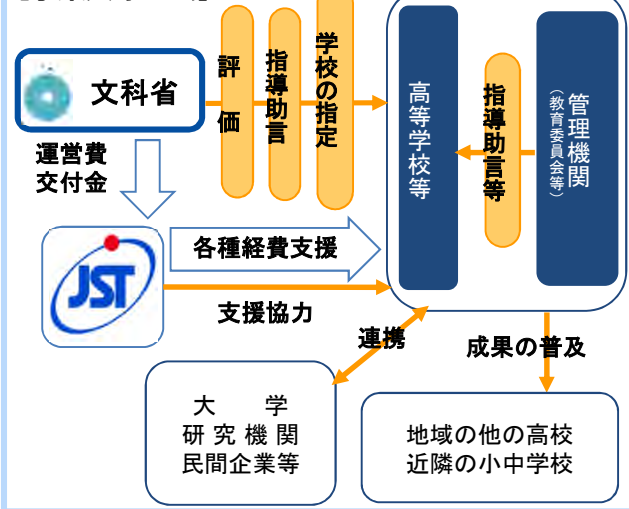 文科省
評価
指導助言
学校の指定
高等学校等
指導助言等
管理機関
（教育委員会等）
運営費
交付金
JST
各種経費支援
支援協力
連携
成果の普及
大　学
研究機関
民間企業等
地域の他の高校
近隣の小中学校